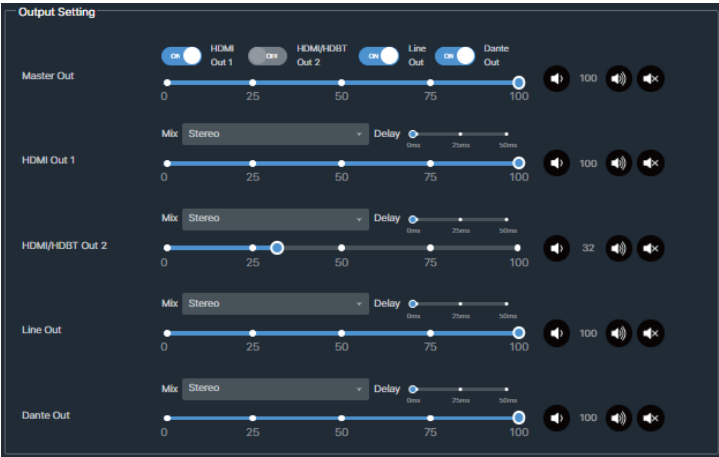 Output Setting
ON HDMI Out 1 OFF HDMI/HDBT Out 2 ON Line Out ON Dante Out
Master Out
100
0 25 50 75 100
Mix Stereo Delay
0ms 25ms 50ms
HDMI Out 1
100
0 25 50 75 100
Mix Stereo Delay
0ms 25ms 50ms
HDMI/HDBT Out 2
32
0 25 50 75 100
Mix Stereo Delay
0ms 25ms 50ms
Line Out
100
0 25 50 75 100
Mix Stereo Delay
0ms 25ms 50ms
Dante Out
100
0 25 50 75 100